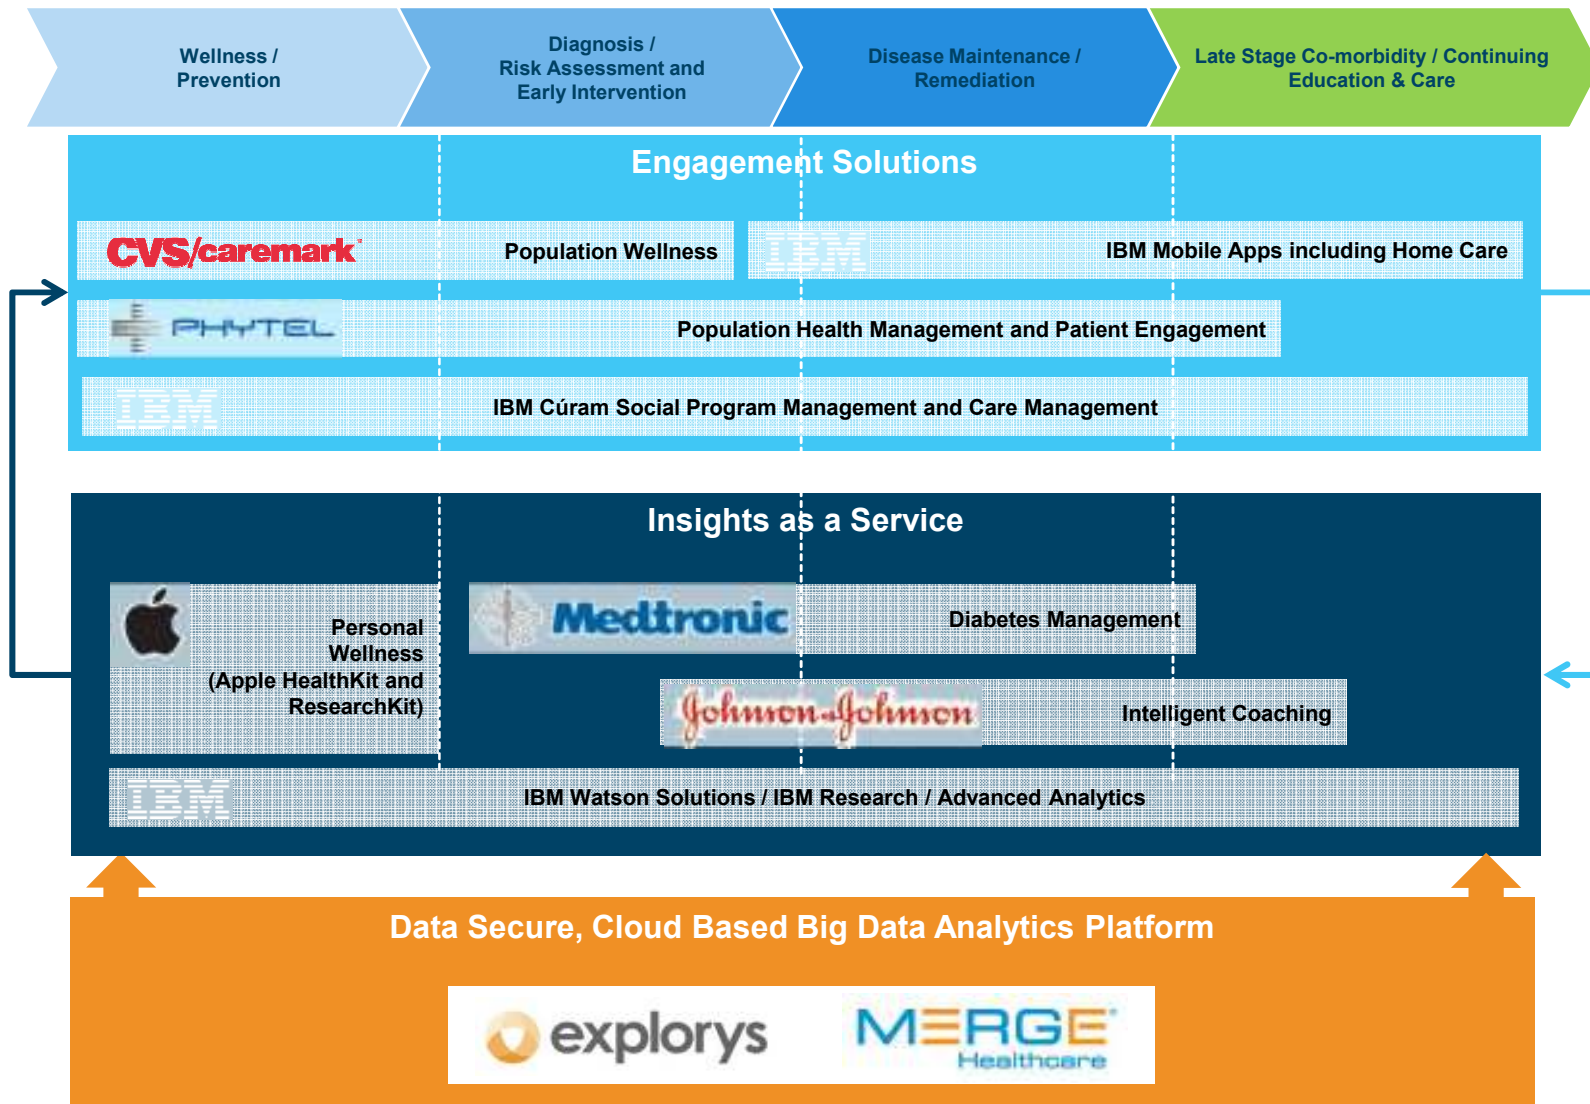 Wellness /
Prevention
Diagnosis /
Risk Assessment and
Early Intervention
Disease Maintenance /
Remediation
Late Stage Co-morbidity / Continuing
Education & Care
Engagement Solutions
CVS/caremark
Population Wellness
IBM
IBM Mobile Apps including Home Care
PHYTEL
Population Health Management and Patient Engagement
IBM
IBM Cúram Social Program Management and Care Management
Insights as a Service
Personal
Wellness
(Apple HealthKit and
ResearchKit)
Medtronic
Diabetes Management
Johnson & Johnson
Intelligent Coaching
IBM
IBM Watson Solutions / IBM Research / Advanced Analytics
Data Secure, Cloud Based Big Data Analytics Platform
explorys
MERGE
Healthcare